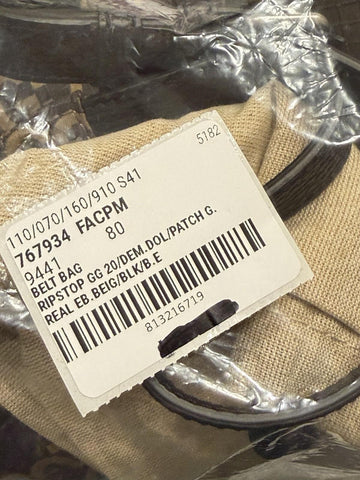 5182
110/070/160/910 S41
767934 FACPM
9441 80
BELT BAG
RIPSTOP GG 20/DEM.DOL/PATCH G.
REAL EB.BEIG/BLK/B.E
813216719